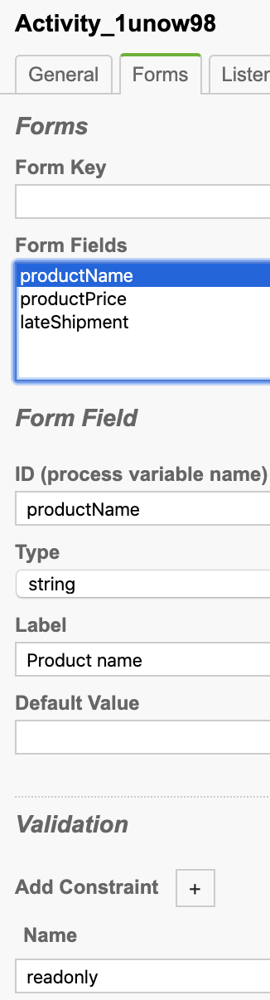 Activity_1unow98
General Forms Listen
Forms
Form Key
Form Fields
productName
productPrice
lateShipment
Form Field
ID (process variable name)
productName
Type
string
Label
Product name
Default Value
Validation
Add Constraint +
Name
readonly